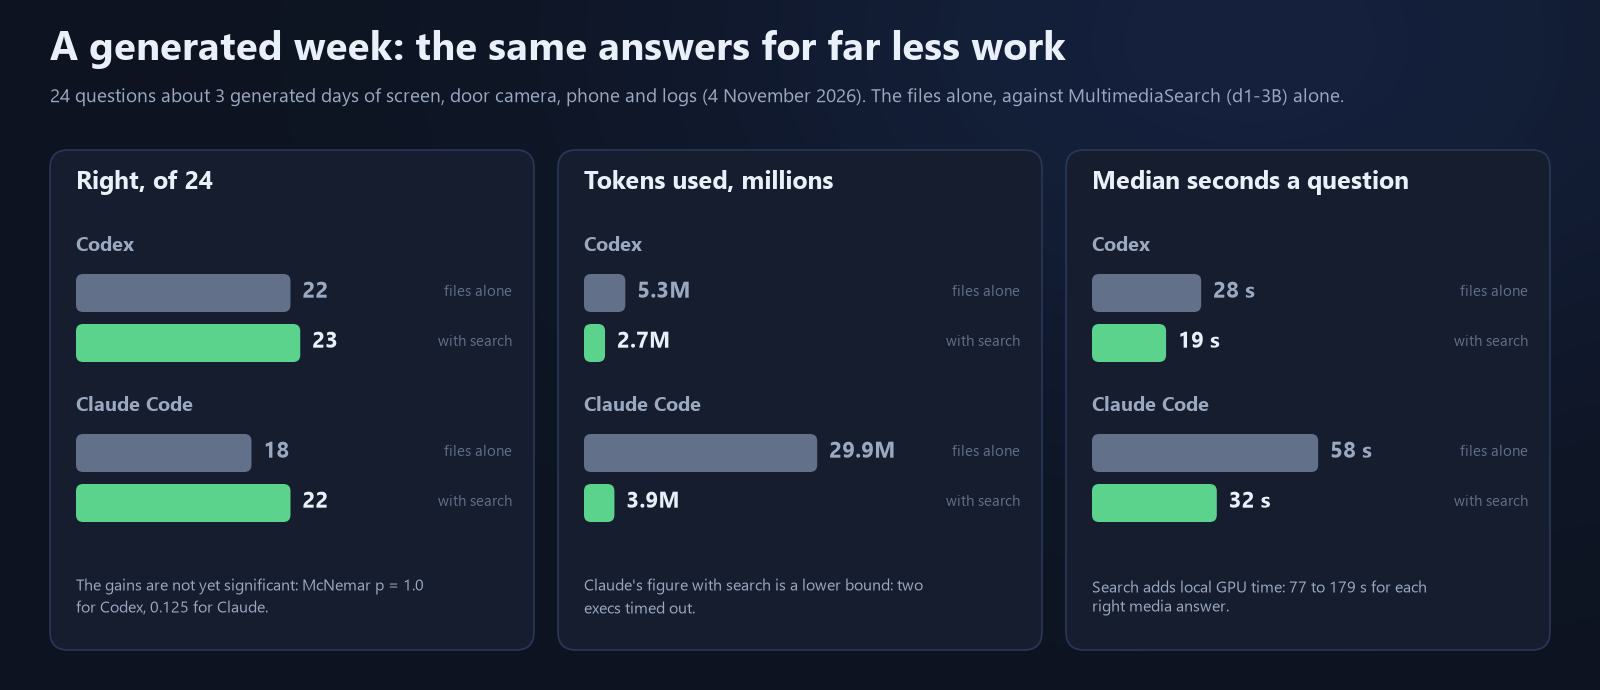 A generated week: the same answers for far less work
24 questions about 3 generated days of screen, door camera, phone and logs (4 November 2026). The files alone, against MultimediaSearch (d1-3B) alone.
Right, of 24
Codex
22 files alone
23 with search
Claude Code
18 files alone
22 with search
The gains are not yet significant: McNemar p = 1.0
for Codex, 0.125 for Claude.
Tokens used, millions
Codex
5.3M files alone
2.7M with search
Claude Code
29.9M files alone
3.9M with search
Claude's figure with search is a lower bound: two
execs timed out.
Median seconds a question
Codex
28 s files alone
19 s with search
Claude Code
58 s files alone
32 s with search
Search adds local GPU time: 77 to 179 s for each
right media answer.